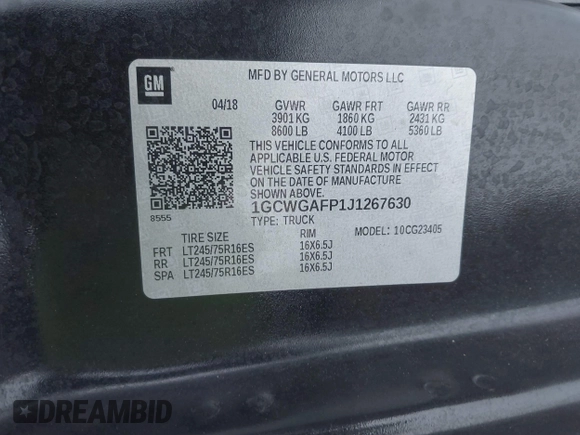 GM
MFD BY GENERAL MOTORS LLC
04/18 GVWR GAWR FRT GAWR RR
3901 KG 1860 KG 2431 KG
8600 LB 4100 LB 5360 LB
THIS VEHICLE CONFORMS TO ALL
APPLICABLE U.S. FEDERAL MOTOR
VEHICLE SAFETY STANDARDS IN EFFECT
ON THE DATE OF MANUFACTURE
SHOWN ABOVE.
8555
1GCWGAFP1J1267630
TYPE: TRUCK MODEL: 10CG23405
TIRE SIZE RIM
FRT LT245/75R16ES 16X6.5J
RR LT245/75R16ES 16X6.5J
SPA LT245/75R16ES 16X6.5J
DREAMBID